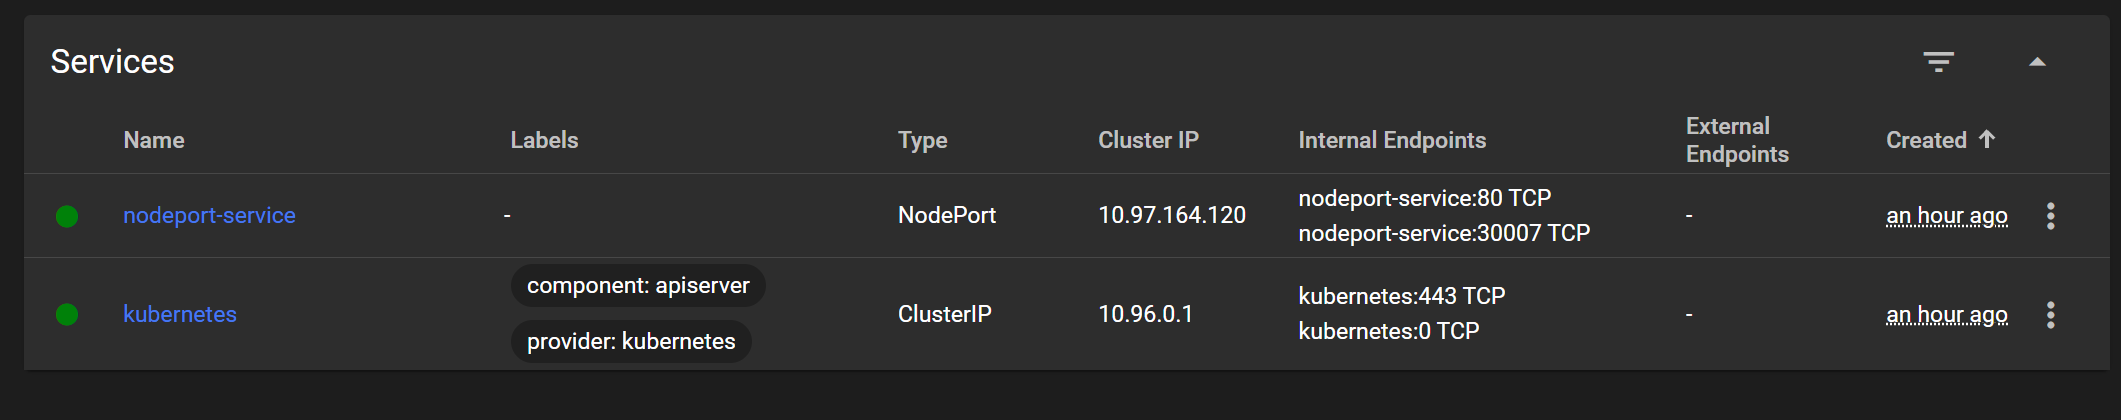 Services
Name Labels Type Cluster IP Internal Endpoints External Endpoints Created
nodeport-service - NodePort 10.97.164.120 nodeport-service:80 TCP - an hour ago
nodeport-service:30007 TCP
kubernetes component: apiserver ClusterIP 10.96.0.1 kubernetes:443 TCP - an hour ago
provider: kubernetes kubernetes:0 TCP